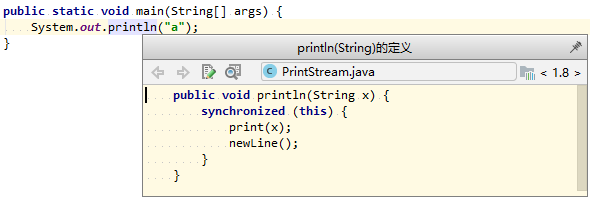 public static void main(String[] args) {
    System.out.println("a");
}
println(String)的定义
PrintStream.java < 1.8 >
    public void println(String x) {
        synchronized (this) {
            print(x);
            newLine();
        }
    }